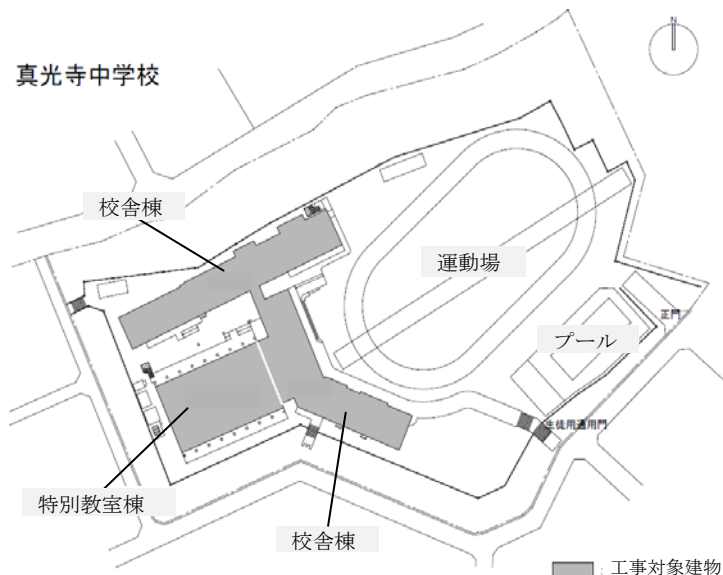 N
真光寺中学校
校舎棟
運動場
正門
プール
生徒用通用門
特別教室棟
校舎棟
：工事対象建物